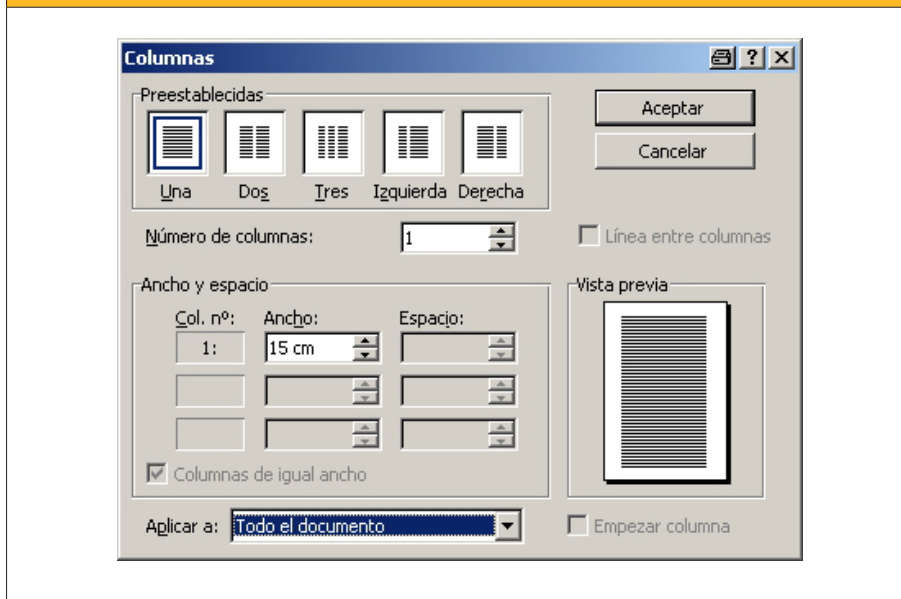 Columnas
Preestablecidas
Una Dos Tres Izquierda Derecha
Aceptar
Cancelar
Número de columnas: 1
Línea entre columnas
Ancho y espacio
Col. nº: Ancho: Espacio:
1: 15 cm
Columnas de igual ancho
Vista previa
Aplicar a: Todo el documento
Empezar columna